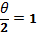 θ/2 = 1